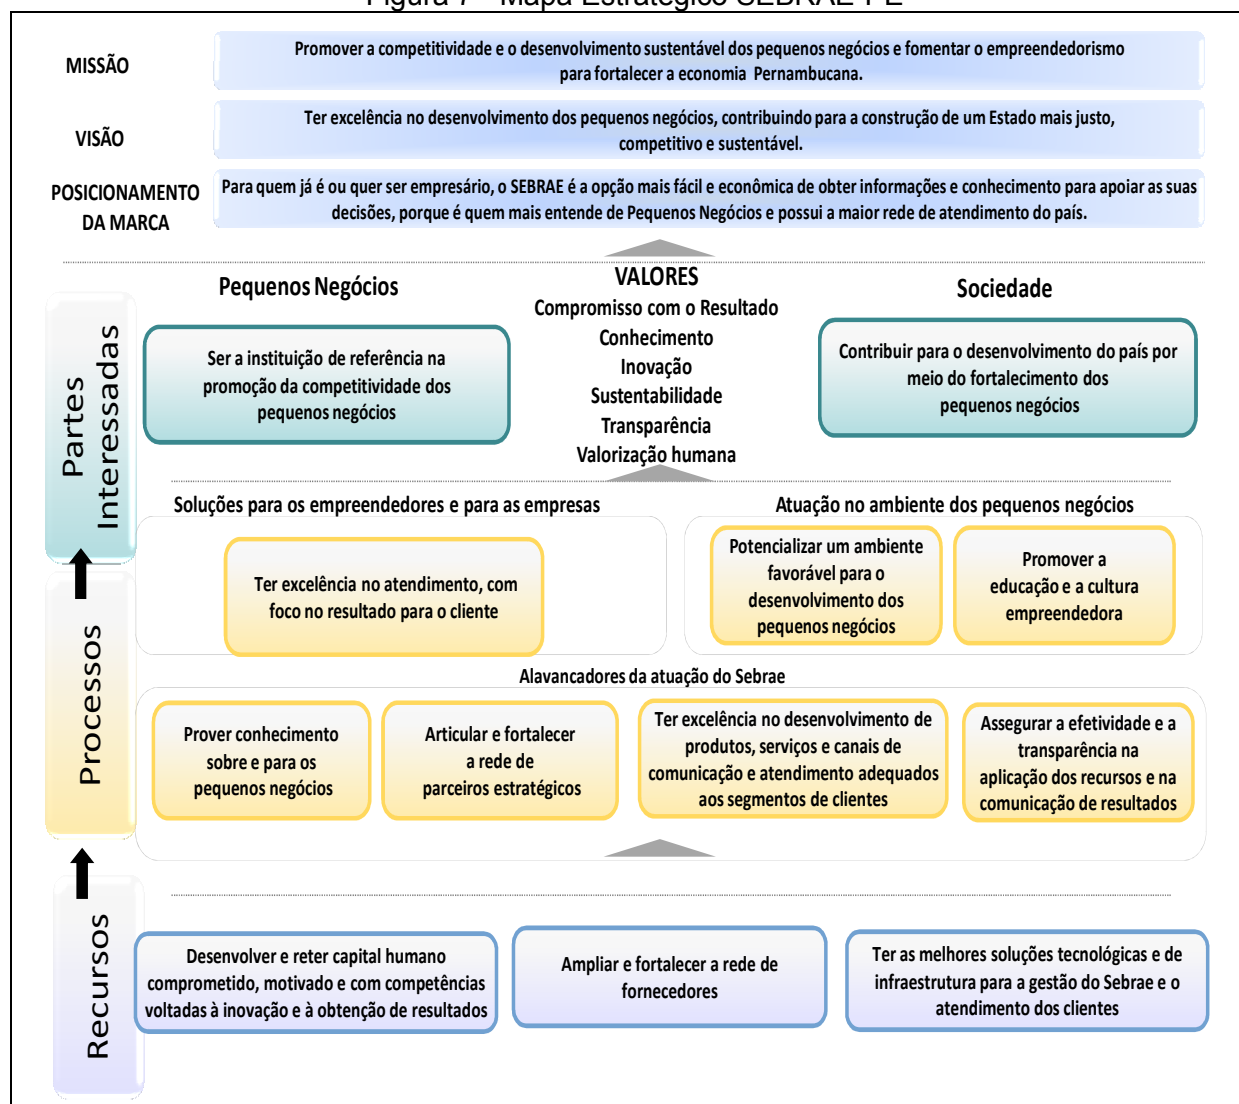 Figura 7 - Mapa Estratégico SEBRAE-PE
MISSÃO
Promover a competitividade e o desenvolvimento sustentável dos pequenos negócios e fomentar o empreendedorismo
para fortalecer a economia Pernambucana.
VISÃO
Ter excelência no desenvolvimento dos pequenos negócios, contribuindo para a construção de um Estado mais justo,
competitivo e sustentável.
POSICIONAMENTO
DA MARCA
Para quem já é ou quer ser empresário, o SEBRAE é a opção mais fácil e econômica de obter informações e conhecimento para apoiar as suas
decisões, porque é quem mais entende de Pequenos Negócios e possui a maior rede de atendimento do país.
Partes
Interessadas
Pequenos Negócios
Ser a instituição de referência na
promoção da competitividade dos
pequenos negócios
VALORES
Compromisso com o Resultado
Conhecimento
Inovação
Sustentabilidade
Transparência
Valorização humana
Sociedade
Contribuir para o desenvolvimento do país por
meio do fortalecimento dos
pequenos negócios
Processos
Soluções para os empreendedores e para as empresas
Ter excelência no atendimento, com
foco no resultado para o cliente
Atuação no ambiente dos pequenos negócios
Potencializar um ambiente
favorável para o
desenvolvimento dos
pequenos negócios
Promover a
educação e a cultura
empreendedora
Alavancadores da atuação do Sebrae
Prover conhecimento
sobre e para os
pequenos negócios
Articular e fortalecer
a rede de
parceiros estratégicos
Ter excelência no desenvolvimento de
produtos, serviços e canais de
comunicação e atendimento adequados
aos segmentos de clientes
Assegurar a efetividade e a
transparência na
aplicação dos recursos e na
comunicação de resultados
Recursos
Desenvolver e reter capital humano
comprometido, motivado e com competências
voltadas à inovação e à obtenção de resultados
Ampliar e fortalecer a rede de
fornecedores
Ter as melhores soluções tecnológicas e de
infraestrutura para a gestão do Sebrae e o
atendimento dos clientes